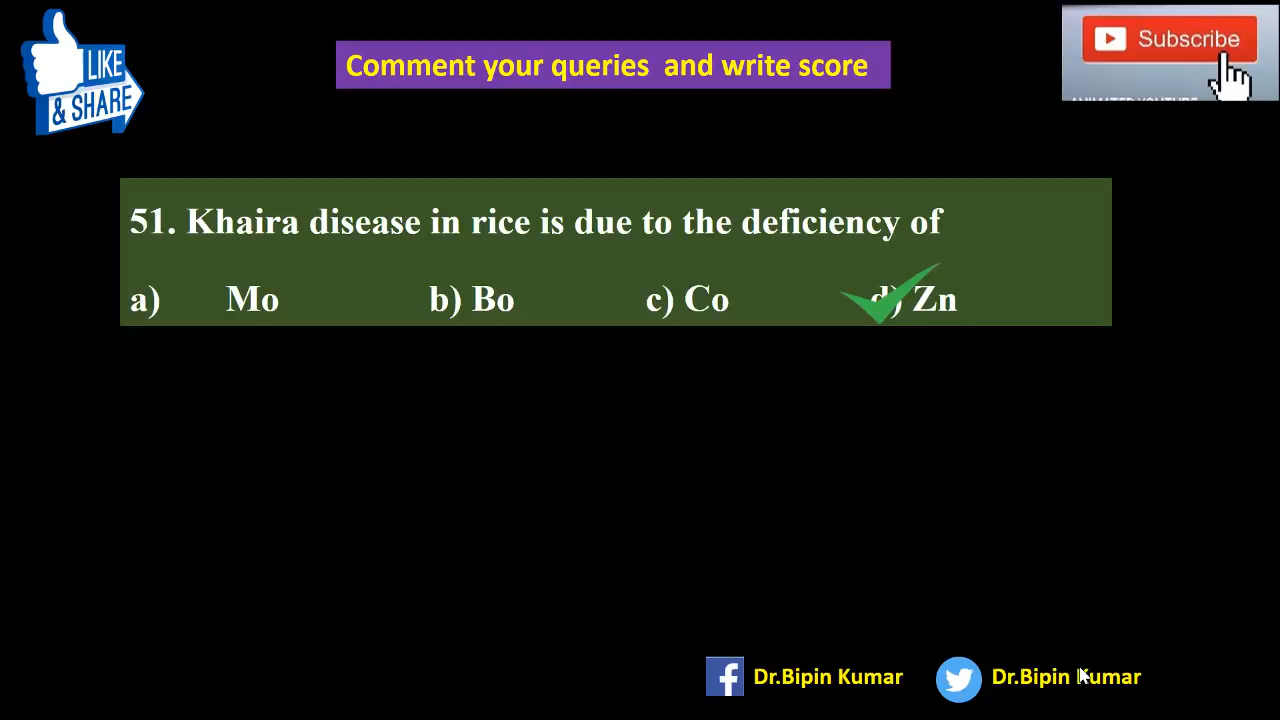 LIKE
& SHARE
Comment your queries and write score
Subscribe
51. Khaira disease in rice is due to the deficiency of
a) Mo b) Bo c) Co d) Zn
Dr.Bipin Kumar
Dr.Bipin Kumar